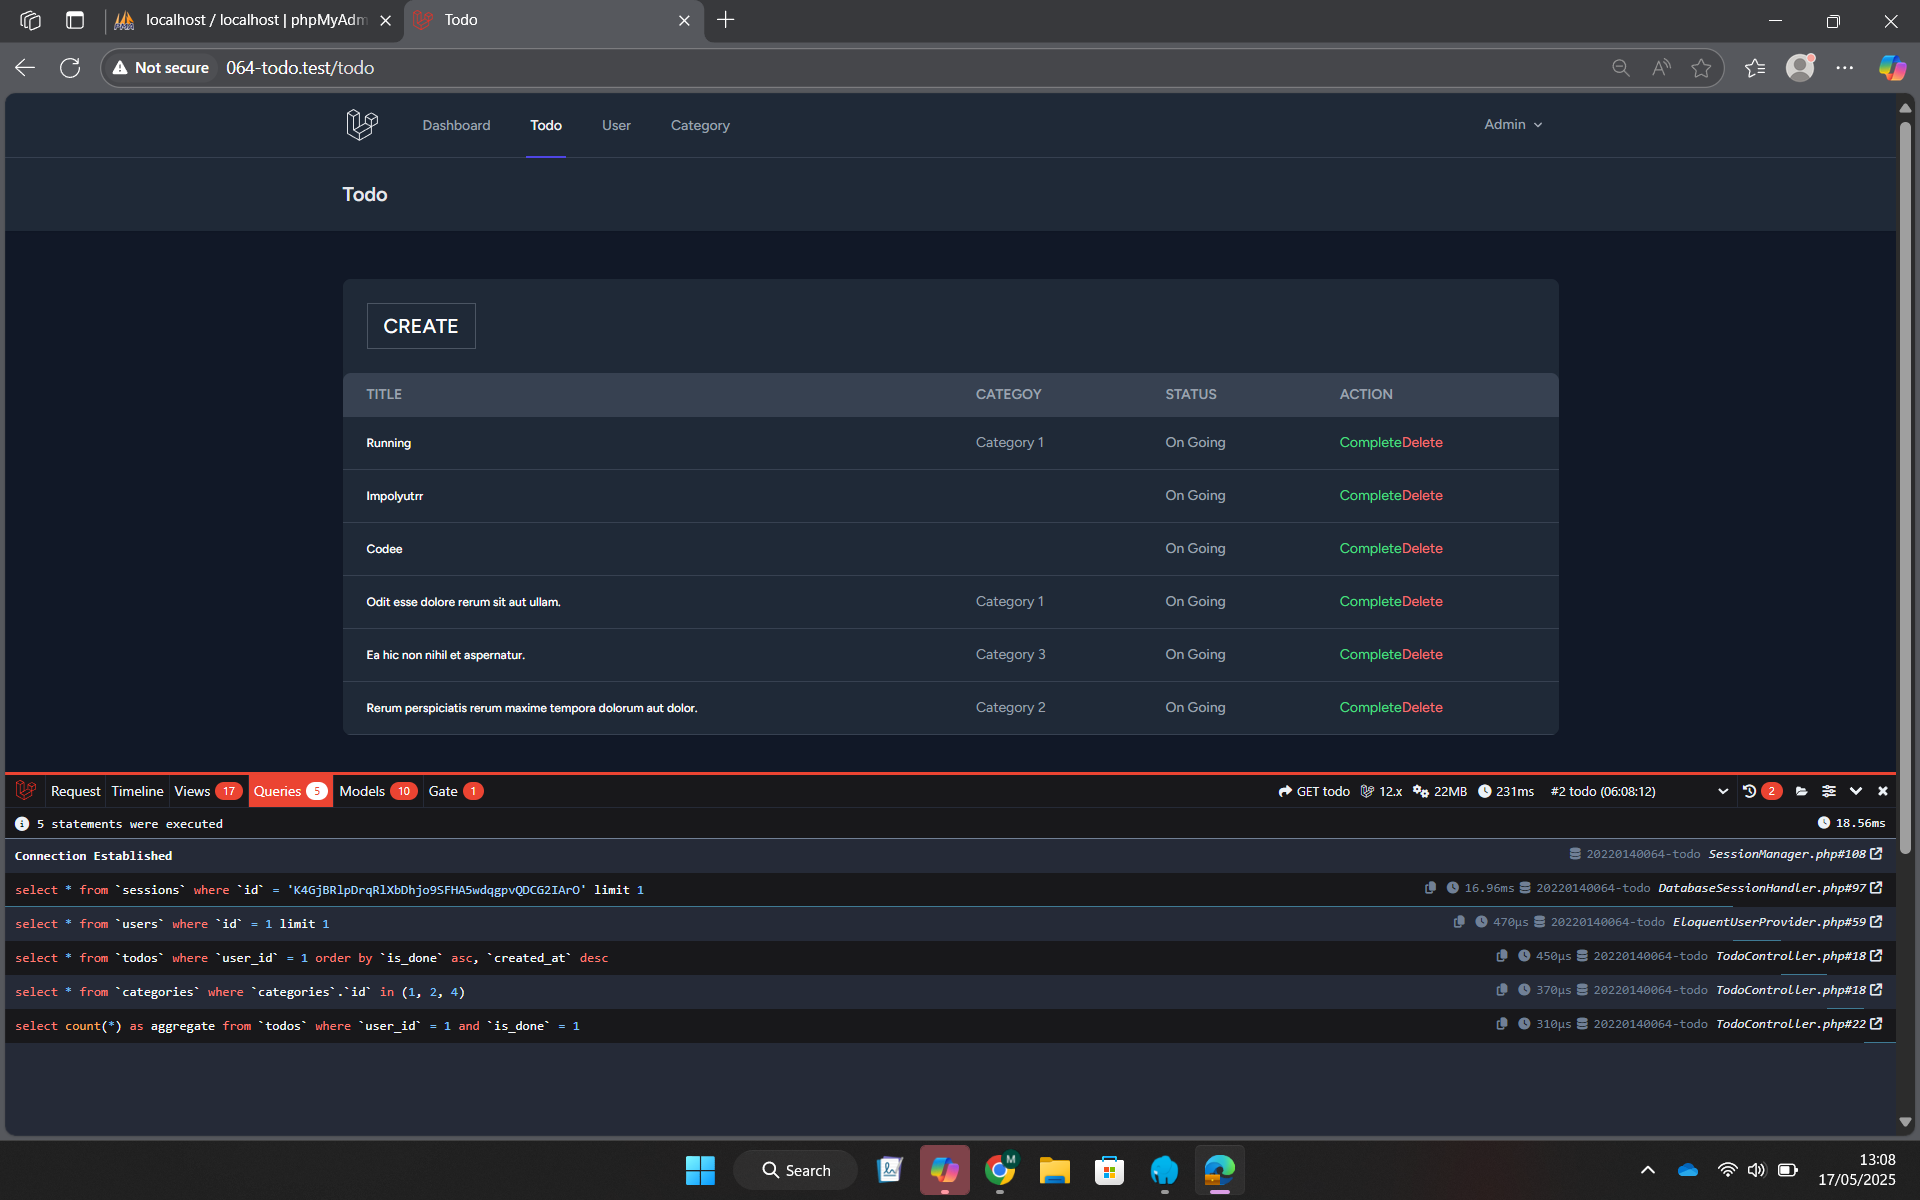 localhost / localhost | phpMyAdm
Todo
Not secure
064-todo.test/todo
Dashboard
Todo
User
Category
Admin
Todo
CREATE
TITLE CATEGOY STATUS ACTION
Running Category 1 On Going CompleteDelete
Impolyutrr On Going CompleteDelete
Codee On Going CompleteDelete
Odit esse dolore rerum sit aut ullam. Category 1 On Going CompleteDelete
Ea hic non nihil et aspernatur. Category 3 On Going CompleteDelete
Rerum perspiciatis rerum maxime tempora dolorum aut dolor. Category 2 On Going CompleteDelete
Request Timeline Views 17 Queries 5 Models 10 Gate 1 GET todo 12.x 22MB 231ms #2 todo (06:08:12) 2
5 statements were executed 18.56ms
Connection Established 20220140064-todo SessionManager.php#108
select * from `sessions` where `id` = 'K4GjBRlpDrqRlXbDhjo9SFHA5wdqgpvQDCG2IArO' limit 1 16.96ms 20220140064-todo DatabaseSessionHandler.php#97
select * from `users` where `id` = 1 limit 1 470μs 20220140064-todo EloquentUserProvider.php#59
select * from `todos` where `user_id` = 1 order by `is_done` asc, `created_at` desc 450μs 20220140064-todo TodoController.php#18
select * from `categories` where `categories`.`id` in (1, 2, 4) 370μs 20220140064-todo TodoController.php#18
select count(*) as aggregate from `todos` where `user_id` = 1 and `is_done` = 1 310μs 20220140064-todo TodoController.php#22
Search
M
13:08
17/05/2025